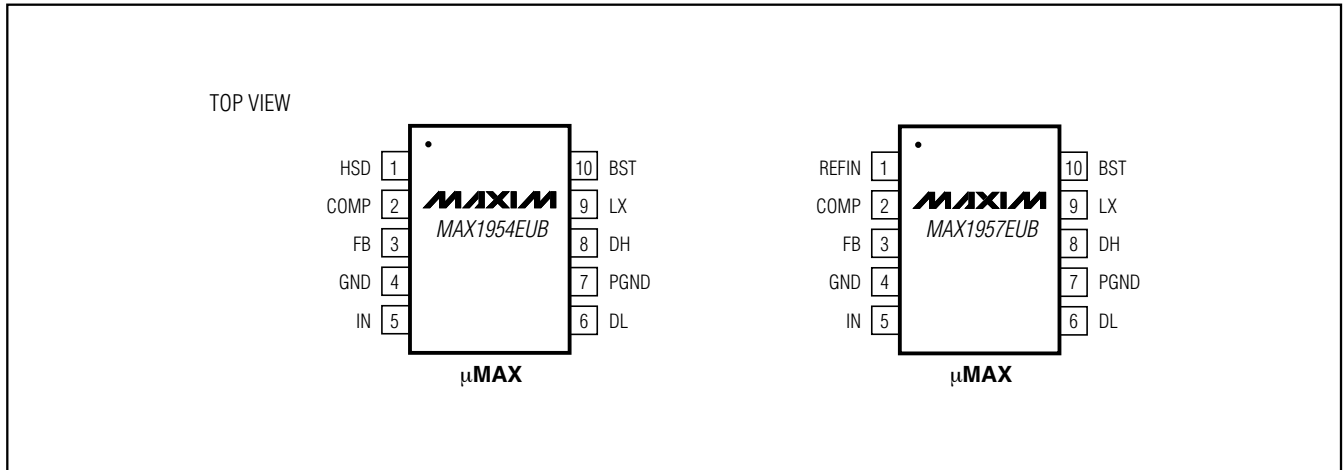 TOP VIEW
HSD 1
COMP 2
FB 3
GND 4
IN 5
MAXIM
MAX1954EUB
10 BST
9 LX
8 DH
7 PGND
6 DL
μMAX
REFIN 1
COMP 2
FB 3
GND 4
IN 5
MAXIM
MAX1957EUB
10 BST
9 LX
8 DH
7 PGND
6 DL
μMAX